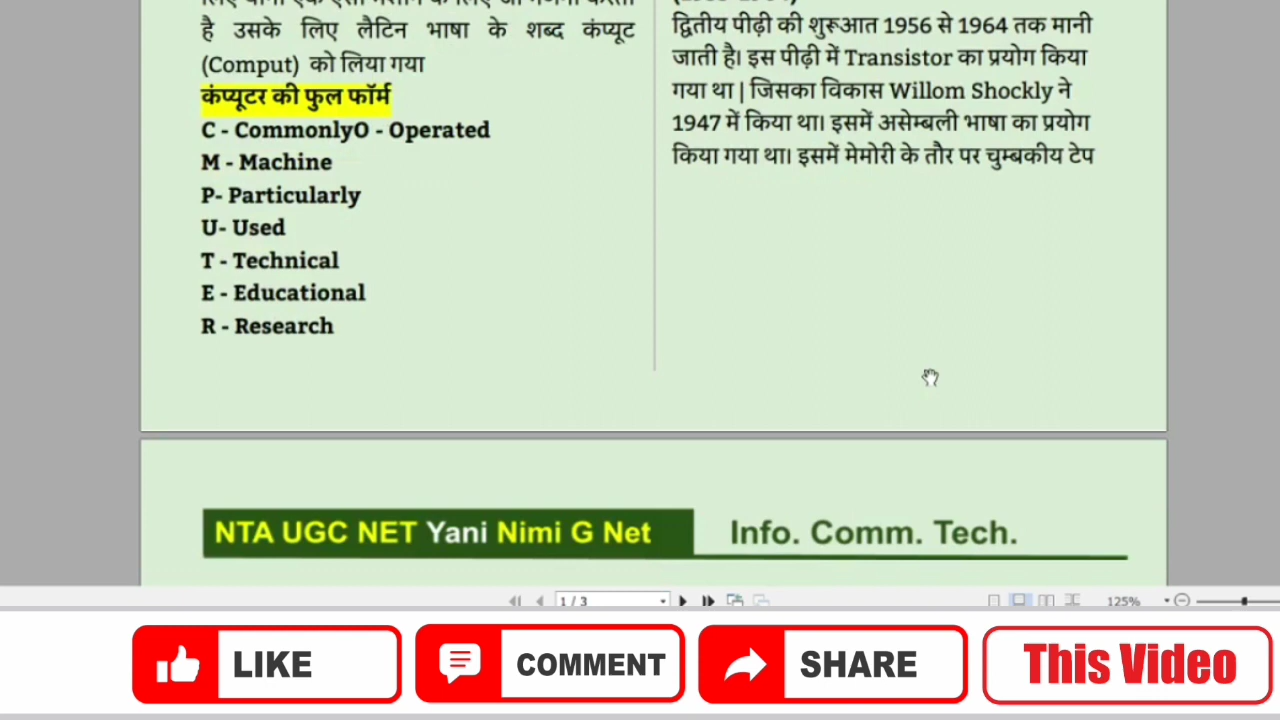 है उसके लिए लैटिन भाषा के शब्द कंप्यूट
(Comput) को लिया गया
कंप्यूटर की फुल फॉर्म
C - CommonlyO - Operated
M - Machine
P- Particularly
U- Used
T - Technical
E - Educational
R - Research
द्वितीय पीढ़ी की शुरूआत 1956 से 1964 तक मानी
जाती है। इस पीढ़ी में Transistor का प्रयोग किया
गया था | जिसका विकास Willom Shockly ने
1947 में किया था। इसमें असेम्बली भाषा का प्रयोग
किया गया था। इसमें मेमोरी के तौर पर चुम्बकीय टेप
NTA UGC NET Yani Nimi G Net
Info. Comm. Tech.
1 / 3
125%
LIKE
COMMENT
SHARE
This Video